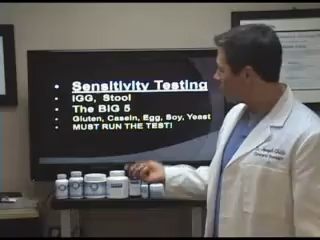 • Sensitivity Testing
• IGG, Stool
• The BIG 5
• Gluten, Casein, Egg, Soy, Yeast
• MUST RUN THE TEST!